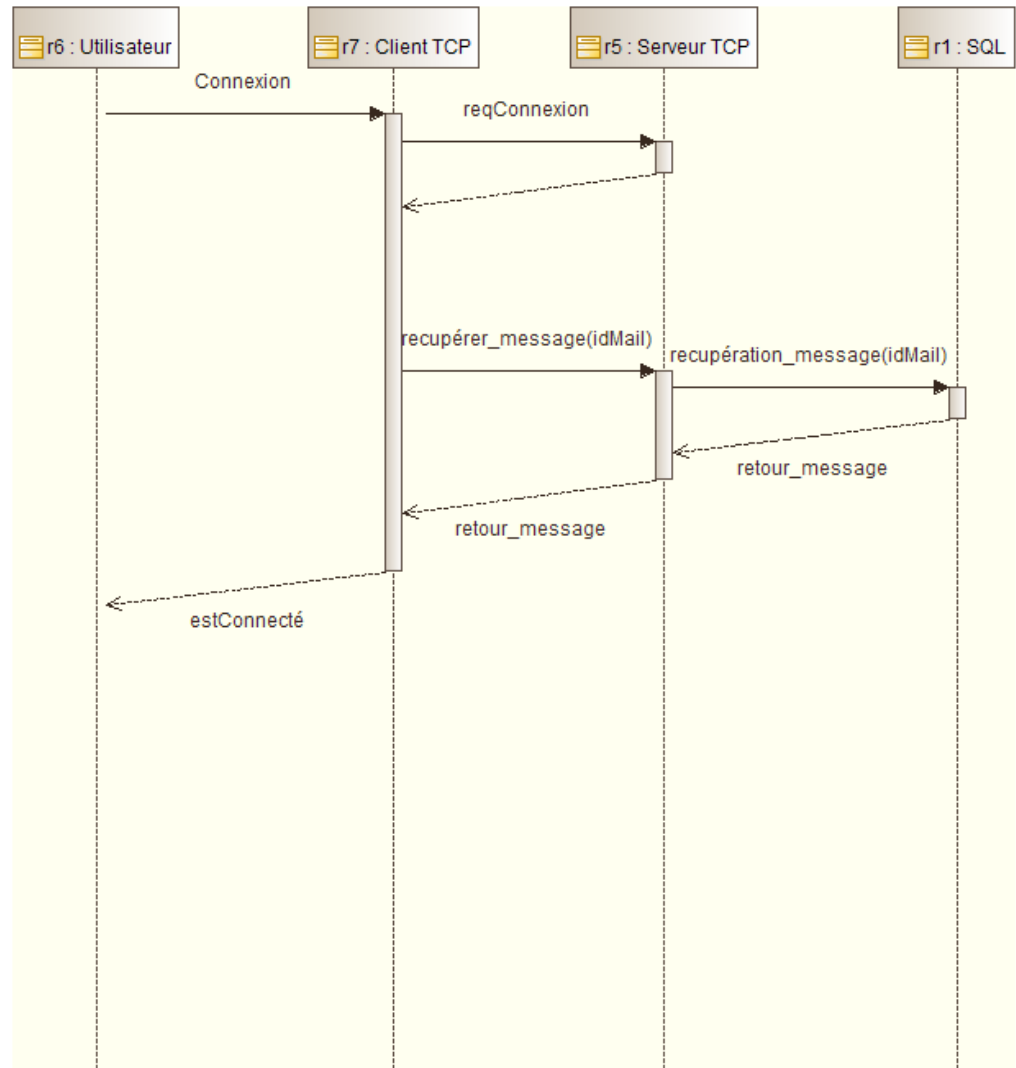 r6 : Utilisateur
r7 : Client TCP
r5 : Serveur TCP
r1 : SQL
Connexion
reqConnexion
recupérer_message(idMail)
recupération_message(idMail)
retour_message
retour_message
estConnecté